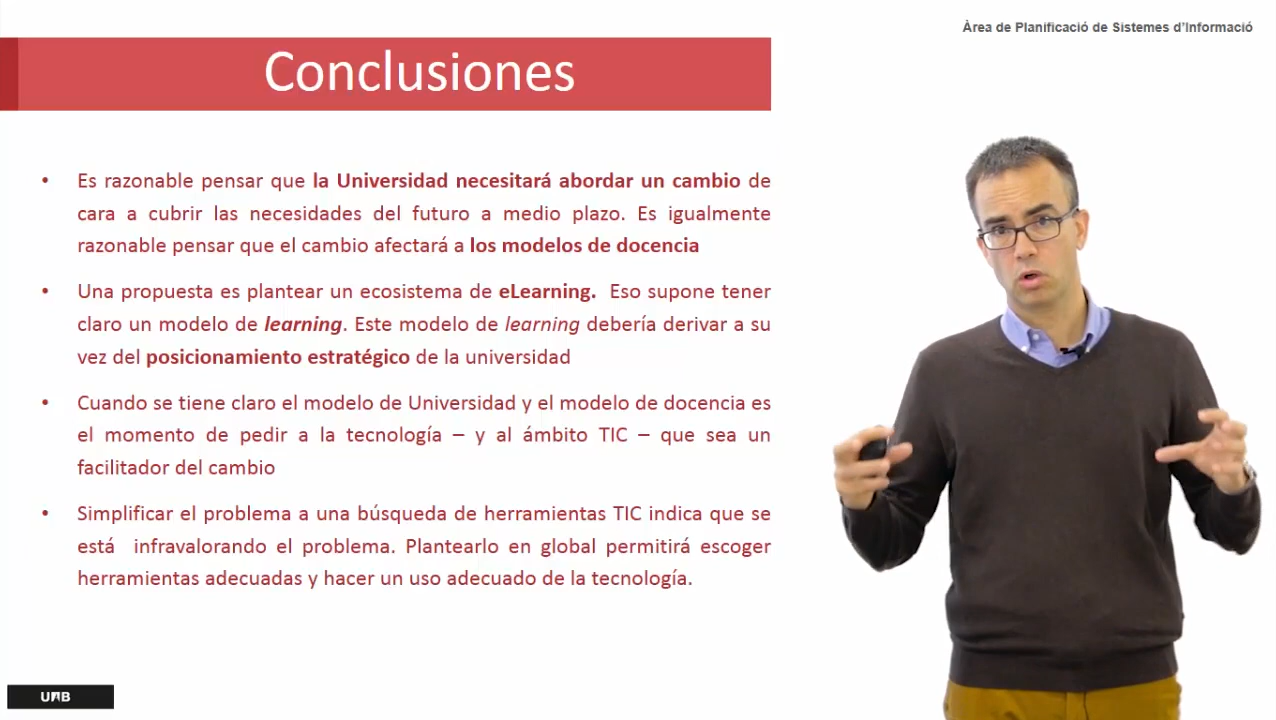 Àrea de Planificació de Sistemes d'Informació
Conclusiones
• Es razonable pensar que la Universidad necesitará abordar un cambio de
cara a cubrir las necesidades del futuro a medio plazo. Es igualmente
razonable pensar que el cambio afectará a los modelos de docencia
• Una propuesta es plantear un ecosistema de eLearning. Eso supone tener
claro un modelo de learning. Este modelo de learning debería derivar a su
vez del posicionamiento estratégico de la universidad
• Cuando se tiene claro el modelo de Universidad y el modelo de docencia es
el momento de pedir a la tecnología – y al ámbito TIC – que sea un
facilitador del cambio
• Simplificar el problema a una búsqueda de herramientas TIC indica que se
está infravalorando el problema. Plantearlo en global permitirá escoger
herramientas adecuadas y hacer un uso adecuado de la tecnología.
UAB